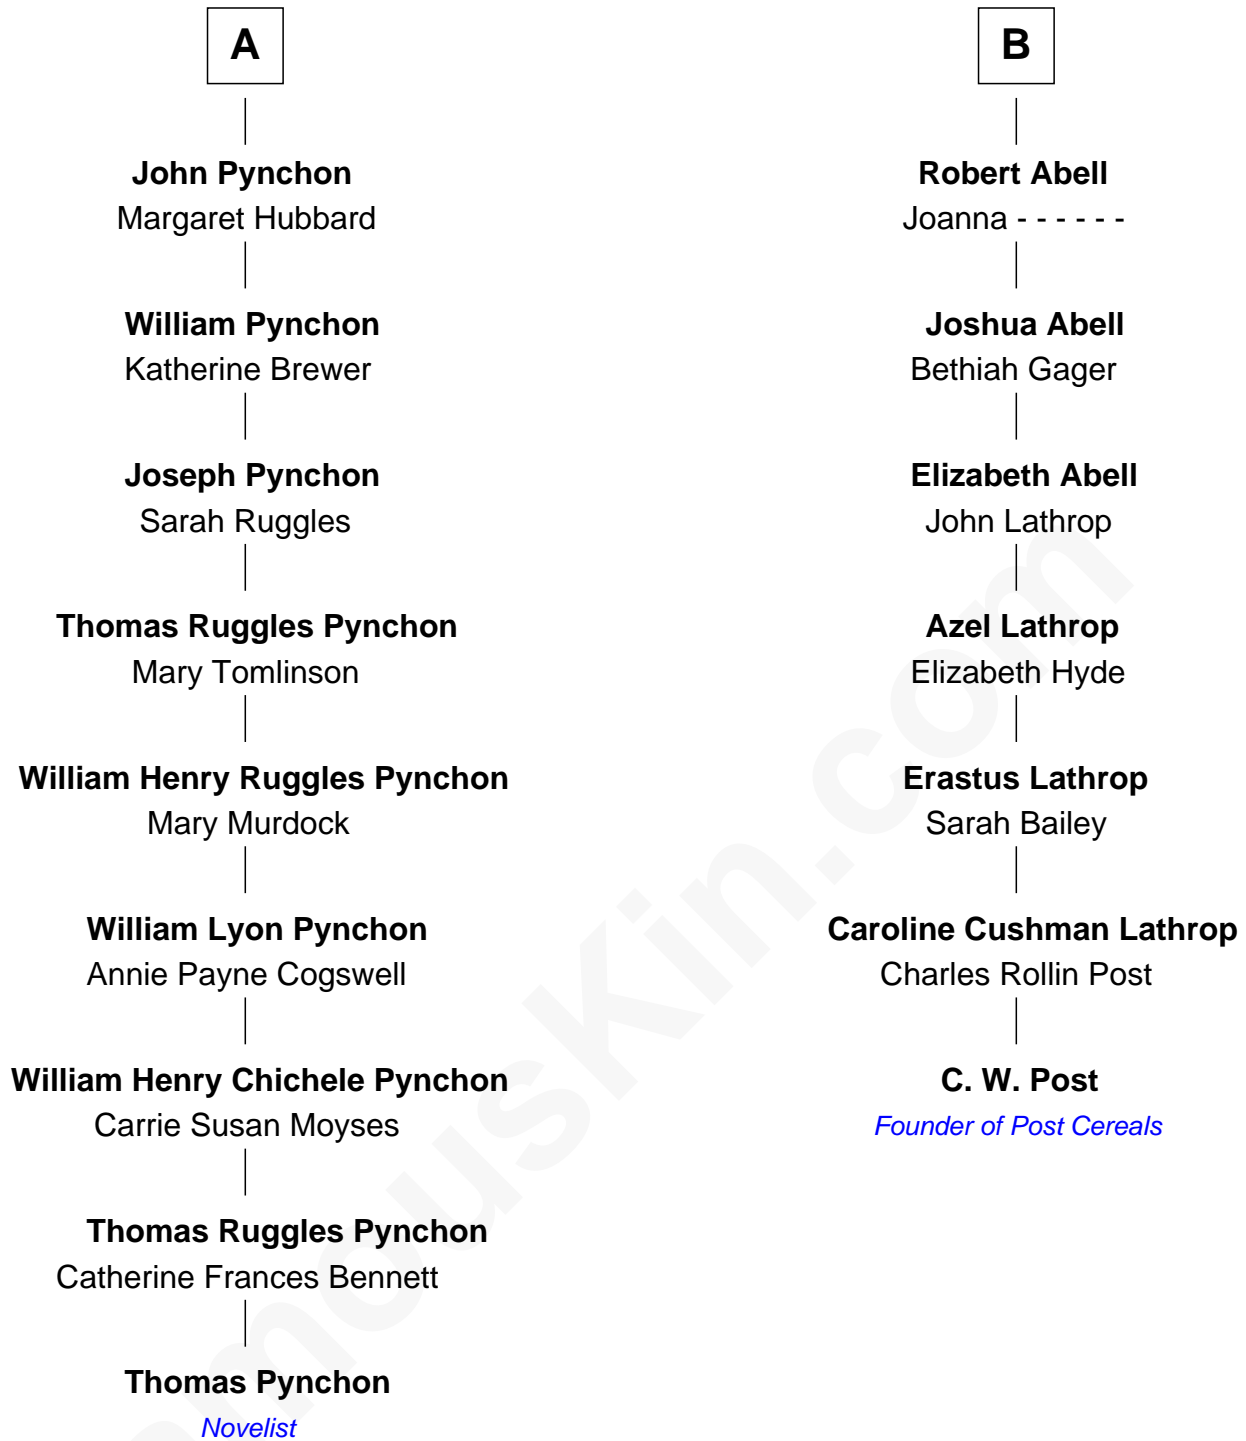 A
John Pynchon
Margaret Hubbard
William Pynchon
Katherine Brewer
Joseph Pynchon
Sarah Ruggles
Thomas Ruggles Pynchon
Mary Tomlinson
William Henry Ruggles Pynchon
Mary Murdock
William Lyon Pynchon
Annie Payne Cogswell
William Henry Chichele Pynchon
Carrie Susan Moyses
Thomas Ruggles Pynchon
Catherine Frances Bennett
Thomas Pynchon
Novelist
B
Robert Abell
Joanna - - - - - -
Joshua Abell
Bethiah Gager
Elizabeth Abell
John Lathrop
Azel Lathrop
Elizabeth Hyde
Erastus Lathrop
Sarah Bailey
Caroline Cushman Lathrop
Charles Rollin Post
C. W. Post
Founder of Post Cereals
amousKin.com